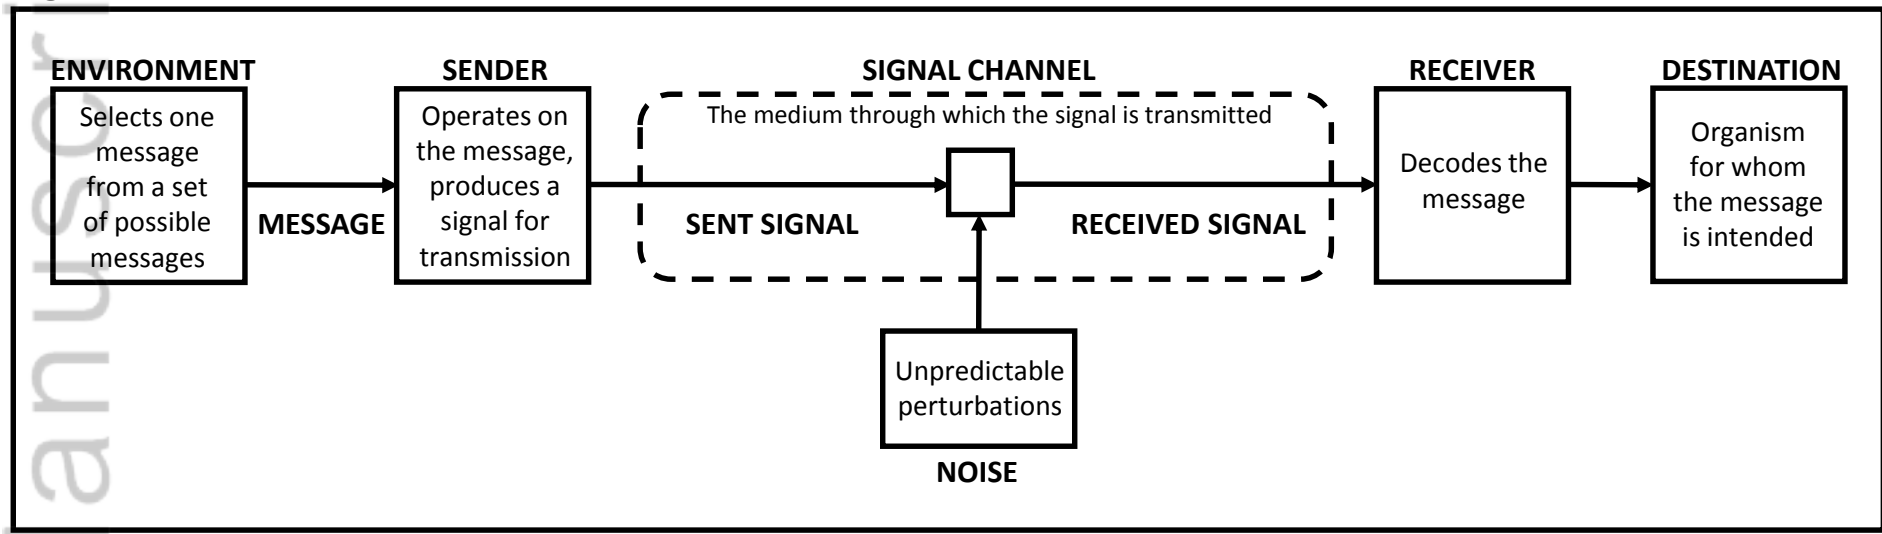 ENVIRONMENT
Selects one
message
from a set
of possible
messages
MESSAGE
SENDER
Operates on
the message,
produces a
signal for
transmission
SIGNAL CHANNEL
The medium through which the signal is transmitted
SENT SIGNAL
RECEIVED SIGNAL
Unpredictable
perturbations
NOISE
RECEIVER
Decodes the
message
DESTINATION
Organism
for whom
the message
is intended
anuscr